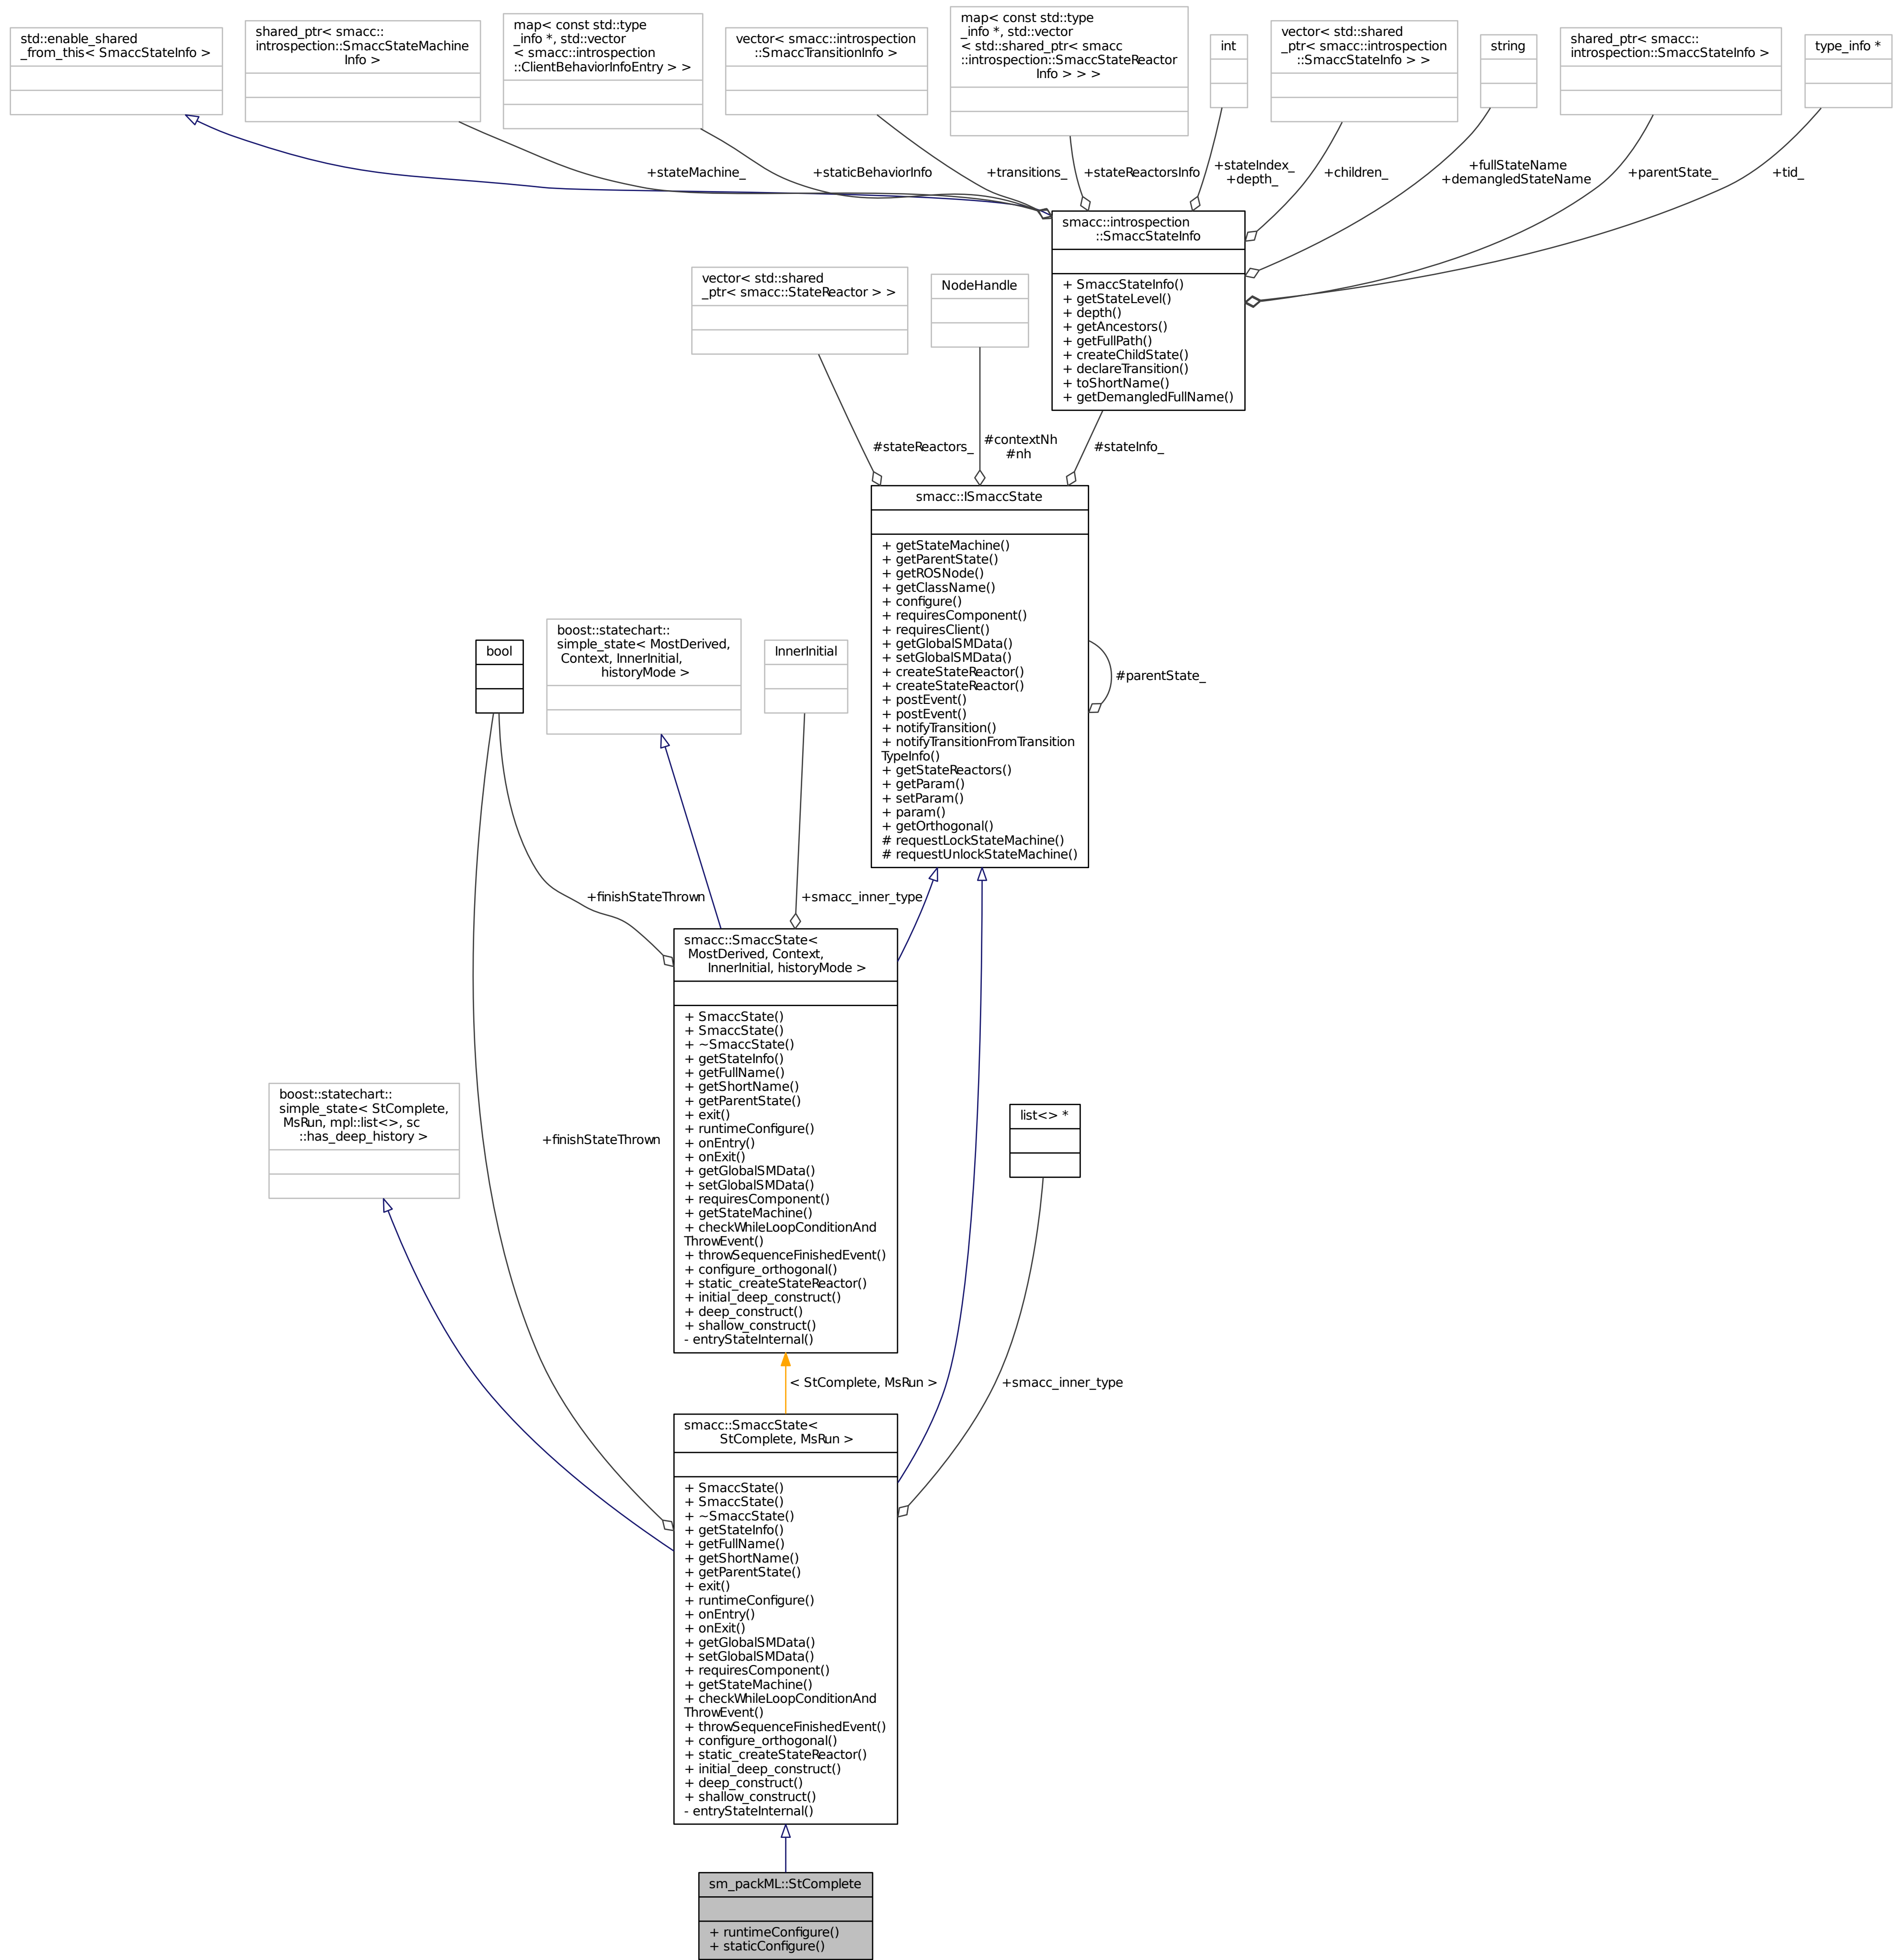 std::enable_shared
_from_this< SmaccStateInfo >
shared_ptr< smacc::
introspection::SmaccStateMachine
Info >
map< const std::type
_info *, std::vector
< smacc::introspection
::ClientBehaviorInfoEntry > >
vector< smacc::introspection
::SmaccTransitionInfo >
map< const std::type
_info *, std::vector
< std::shared_ptr< smacc
::introspection::SmaccStateReactor
Info > > >
int
vector< std::shared
_ptr< smacc::introspection
::SmaccStateInfo > >
string
shared_ptr< smacc::
introspection::SmaccStateInfo >
type_info *
+stateMachine_
+staticBehaviorInfo
+transitions_
+stateReactorsInfo
+stateIndex_
+depth_
+children_
+fullStateName
+demangledStateName
+parentState_
+tid_
smacc::introspection
::SmaccStateInfo
+ SmaccStateInfo()
+ getStateLevel()
+ depth()
+ getAncestors()
+ getFullPath()
+ createChildState()
+ declareTransition()
+ toShortName()
+ getDemangledFullName()
vector< std::shared
_ptr< smacc::StateReactor > >
NodeHandle
#stateReactors_
#contextNh
#nh
#stateInfo_
smacc::ISmaccState
+ getStateMachine()
+ getParentState()
+ getROSNode()
+ getClassName()
+ configure()
+ requiresComponent()
+ requiresClient()
+ getGlobalSMData()
+ setGlobalSMData()
+ createStateReactor()
+ createStateReactor()
+ postEvent()
+ postEvent()
+ notifyTransition()
+ notifyTransitionFromTransition
TypeInfo()
+ getStateReactors()
+ getParam()
+ setParam()
+ param()
+ getOrthogonal()
# requestLockStateMachine()
# requestUnlockStateMachine()
#parentState_
bool
boost::statechart::
simple_state< MostDerived,
Context, InnerInitial,
historyMode >
InnerInitial
+finishStateThrown
+smacc_inner_type
smacc::SmaccState<
MostDerived, Context,
InnerInitial, historyMode >
+ SmaccState()
+ SmaccState()
+ ~SmaccState()
+ getStateInfo()
+ getFullName()
+ getShortName()
+ getParentState()
+ exit()
+ runtimeConfigure()
+ onEntry()
+ onExit()
+ getGlobalSMData()
+ setGlobalSMData()
+ requiresComponent()
+ getStateMachine()
+ checkWhileLoopConditionAnd
ThrowEvent()
+ throwSequenceFinishedEvent()
+ configure_orthogonal()
+ static_createStateReactor()
+ initial_deep_construct()
+ deep_construct()
+ shallow_construct()
- entryStateInternal()
boost::statechart::
simple_state< StComplete,
MsRun, mpl::list<>, sc
::has_deep_history >
+finishStateThrown
list<> *
< StComplete, MsRun >
+smacc_inner_type
smacc::SmaccState<
StComplete, MsRun >
+ SmaccState()
+ SmaccState()
+ ~SmaccState()
+ getStateInfo()
+ getFullName()
+ getShortName()
+ getParentState()
+ exit()
+ runtimeConfigure()
+ onEntry()
+ onExit()
+ getGlobalSMData()
+ setGlobalSMData()
+ requiresComponent()
+ getStateMachine()
+ checkWhileLoopConditionAnd
ThrowEvent()
+ throwSequenceFinishedEvent()
+ configure_orthogonal()
+ static_createStateReactor()
+ initial_deep_construct()
+ deep_construct()
+ shallow_construct()
- entryStateInternal()
sm_packML::StComplete
+ runtimeConfigure()
+ staticConfigure()